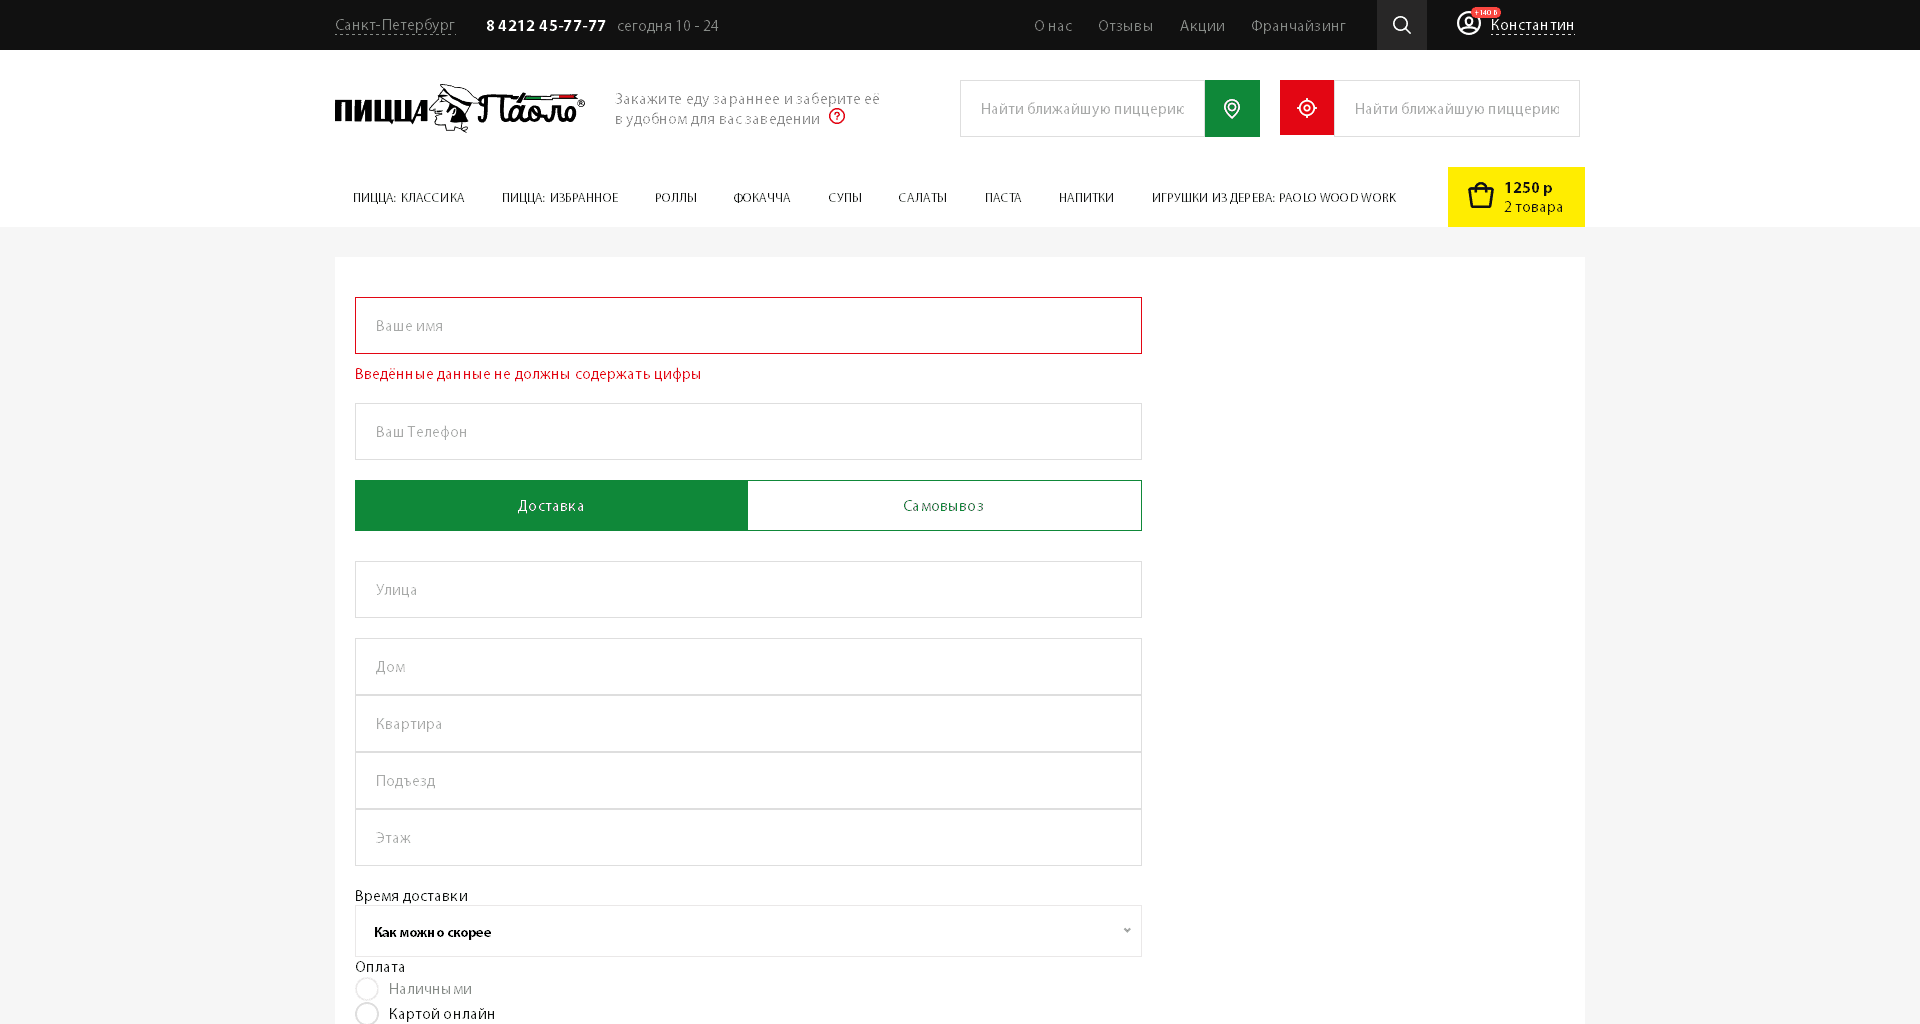 Санкт-Петербург
8 4212 45-77-77
сегодня 10 - 24
О нас
Отзывы
Акции
Франчайзинг
+140 Б
Константин
ПИЦЦА Паоло®
Закажите еду зараннее и заберите её
в удобном для вас заведении
?
Найти ближайшую пиццерию
Найти ближайшую пиццерию
ПИЦЦА: КЛАССИКА
ПИЦЦА: ИЗБРАННОЕ
РОЛЛЫ
ФОКАЧЧА
СУПЫ
САЛАТЫ
ПАСТА
НАПИТКИ
ИГРУШКИ ИЗ ДЕРЕВА: PAOLO WOOD WORK
1250 р
2 товара
Ваше имя
Введённые данные не должны содержать цифры
Ваш Телефон
Доставка
Самовывоз
Улица
Дом
Квартира
Подъезд
Этаж
Время доставки
Как можно скорее
Оплата
Наличными
Картой онлайн